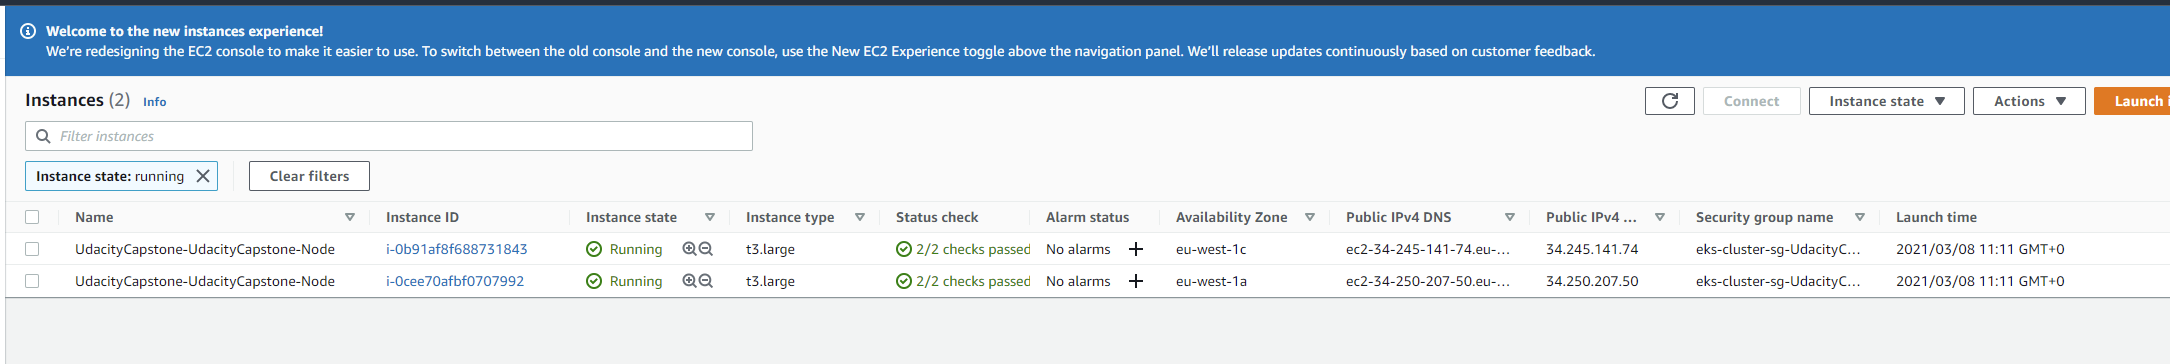 Welcome to the new instances experience!
We're redesigning the EC2 console to make it easier to use. To switch between the old console and the new console, use the New EC2 Experience toggle above the navigation panel. We'll release updates continuously based on customer feedback.
Instances (2) Info
Connect Instance state Actions Launch i
Filter instances
Instance state: running Clear filters
Name Instance ID Instance state Instance type Status check Alarm status Availability Zone Public IPv4 DNS Public IPv4 ... Security group name Launch time
UdacityCapstone-UdacityCapstone-Node i-0b91af8f688731843 Running t3.large 2/2 checks passed No alarms + eu-west-1c ec2-34-245-141-74.eu-... 34.245.141.74 eks-cluster-sg-UdacityC... 2021/03/08 11:11 GMT+0
UdacityCapstone-UdacityCapstone-Node i-0cee70afbf0707992 Running t3.large 2/2 checks passed No alarms + eu-west-1a ec2-34-250-207-50.eu-... 34.250.207.50 eks-cluster-sg-UdacityC... 2021/03/08 11:11 GMT+0